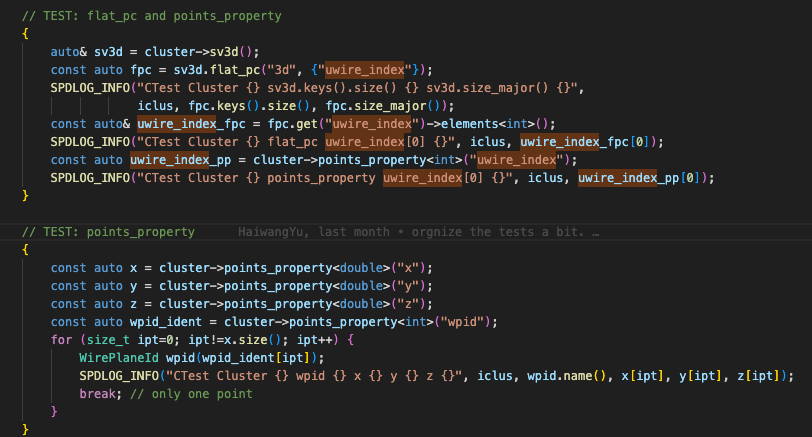 // TEST: flat_pc and points_property
{
    auto& sv3d = cluster->sv3d();
    const auto fpc = sv3d.flat_pc("3d", {"uwire_index"});
    SPDLOG_INFO("CTest Cluster {} sv3d.keys().size() {} sv3d.size_major() {}",
                iclus, fpc.keys().size(), fpc.size_major());
    const auto& uwire_index_fpc = fpc.get("uwire_index")->elements<int>();
    SPDLOG_INFO("CTest Cluster {} flat_pc uwire_index[0] {}", iclus, uwire_index_fpc[0]);
    const auto uwire_index_pp = cluster->points_property<int>("uwire_index");
    SPDLOG_INFO("CTest Cluster {} points_property uwire_index[0] {}", iclus, uwire_index_pp[0]);
}
// TEST: points_property HaiwangYu, last month • orgnize the tests a bit. …
{
    const auto x = cluster->points_property<double>("x");
    const auto y = cluster->points_property<double>("y");
    const auto z = cluster->points_property<double>("z");
    const auto wpid_ident = cluster->points_property<int>("wpid");
    for (size_t ipt=0; ipt!=x.size(); ipt++) {
        WirePlaneId wpid(wpid_ident[ipt]);
        SPDLOG_INFO("CTest Cluster {} wpid {} x {} y {} z {}", iclus, wpid.name(), x[ipt], y[ipt], z[ipt]);
        break; // only one point
    }
}